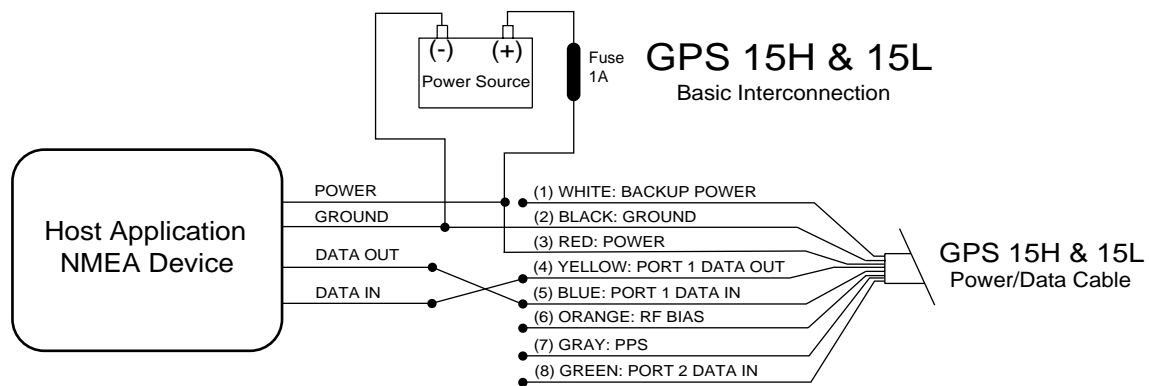 (-) (+)
Power Source
Fuse
1A
GPS 15H & 15L
Basic Interconnection
Host Application
NMEA Device
POWER
GROUND
DATA OUT
DATA IN
(1) WHITE: BACKUP POWER
(2) BLACK: GROUND
(3) RED: POWER
(4) YELLOW: PORT 1 DATA OUT
(5) BLUE: PORT 1 DATA IN
(6) ORANGE: RF BIAS
(7) GRAY: PPS
(8) GREEN: PORT 2 DATA IN
GPS 15H & 15L
Power/Data Cable